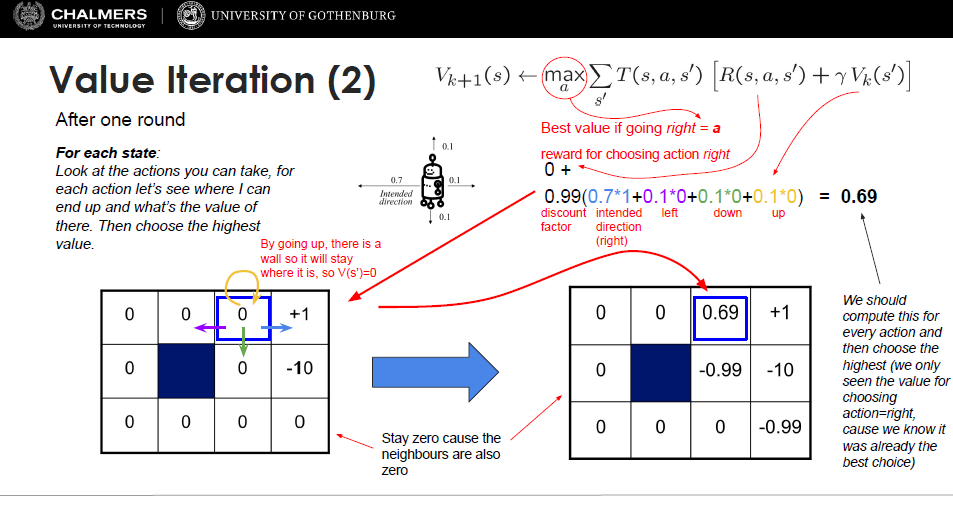 CHALMERS
UNIVERSITY OF TECHNOLOGY
UNIVERSITY OF GOTHENBURG
Value Iteration (2)
V_{k+1}(s) ← max_a Σ_{s'} T(s, a, s') [R(s, a, s') + γ V_k(s')]
After one round
Best value if going right = a
For each state:
Look at the actions you can take, for
each action let's see where I can
end up and what's the value of
there. Then choose the highest
value.
0.1
0.7
0.1
Intended
direction
0.1
reward for choosing action right
0 +
0.99(0.7*1+0.1*0+0.1*0+0.1*0) = 0.69
discount factor
intended direction (right)
left
down
up
By going up, there is a
wall so it will stay
where it is, so V(s')=0
0 0 0 +1
0 0 -10
0 0 0 0
0 0 0.69 +1
0 -0.99 -10
0 0 0 -0.99
Stay zero cause the
neighbours are also
zero
We should
compute this for
every action and
then choose the
highest (we only
seen the value for
choosing
action=right,
cause we know it
was already the
best choice)